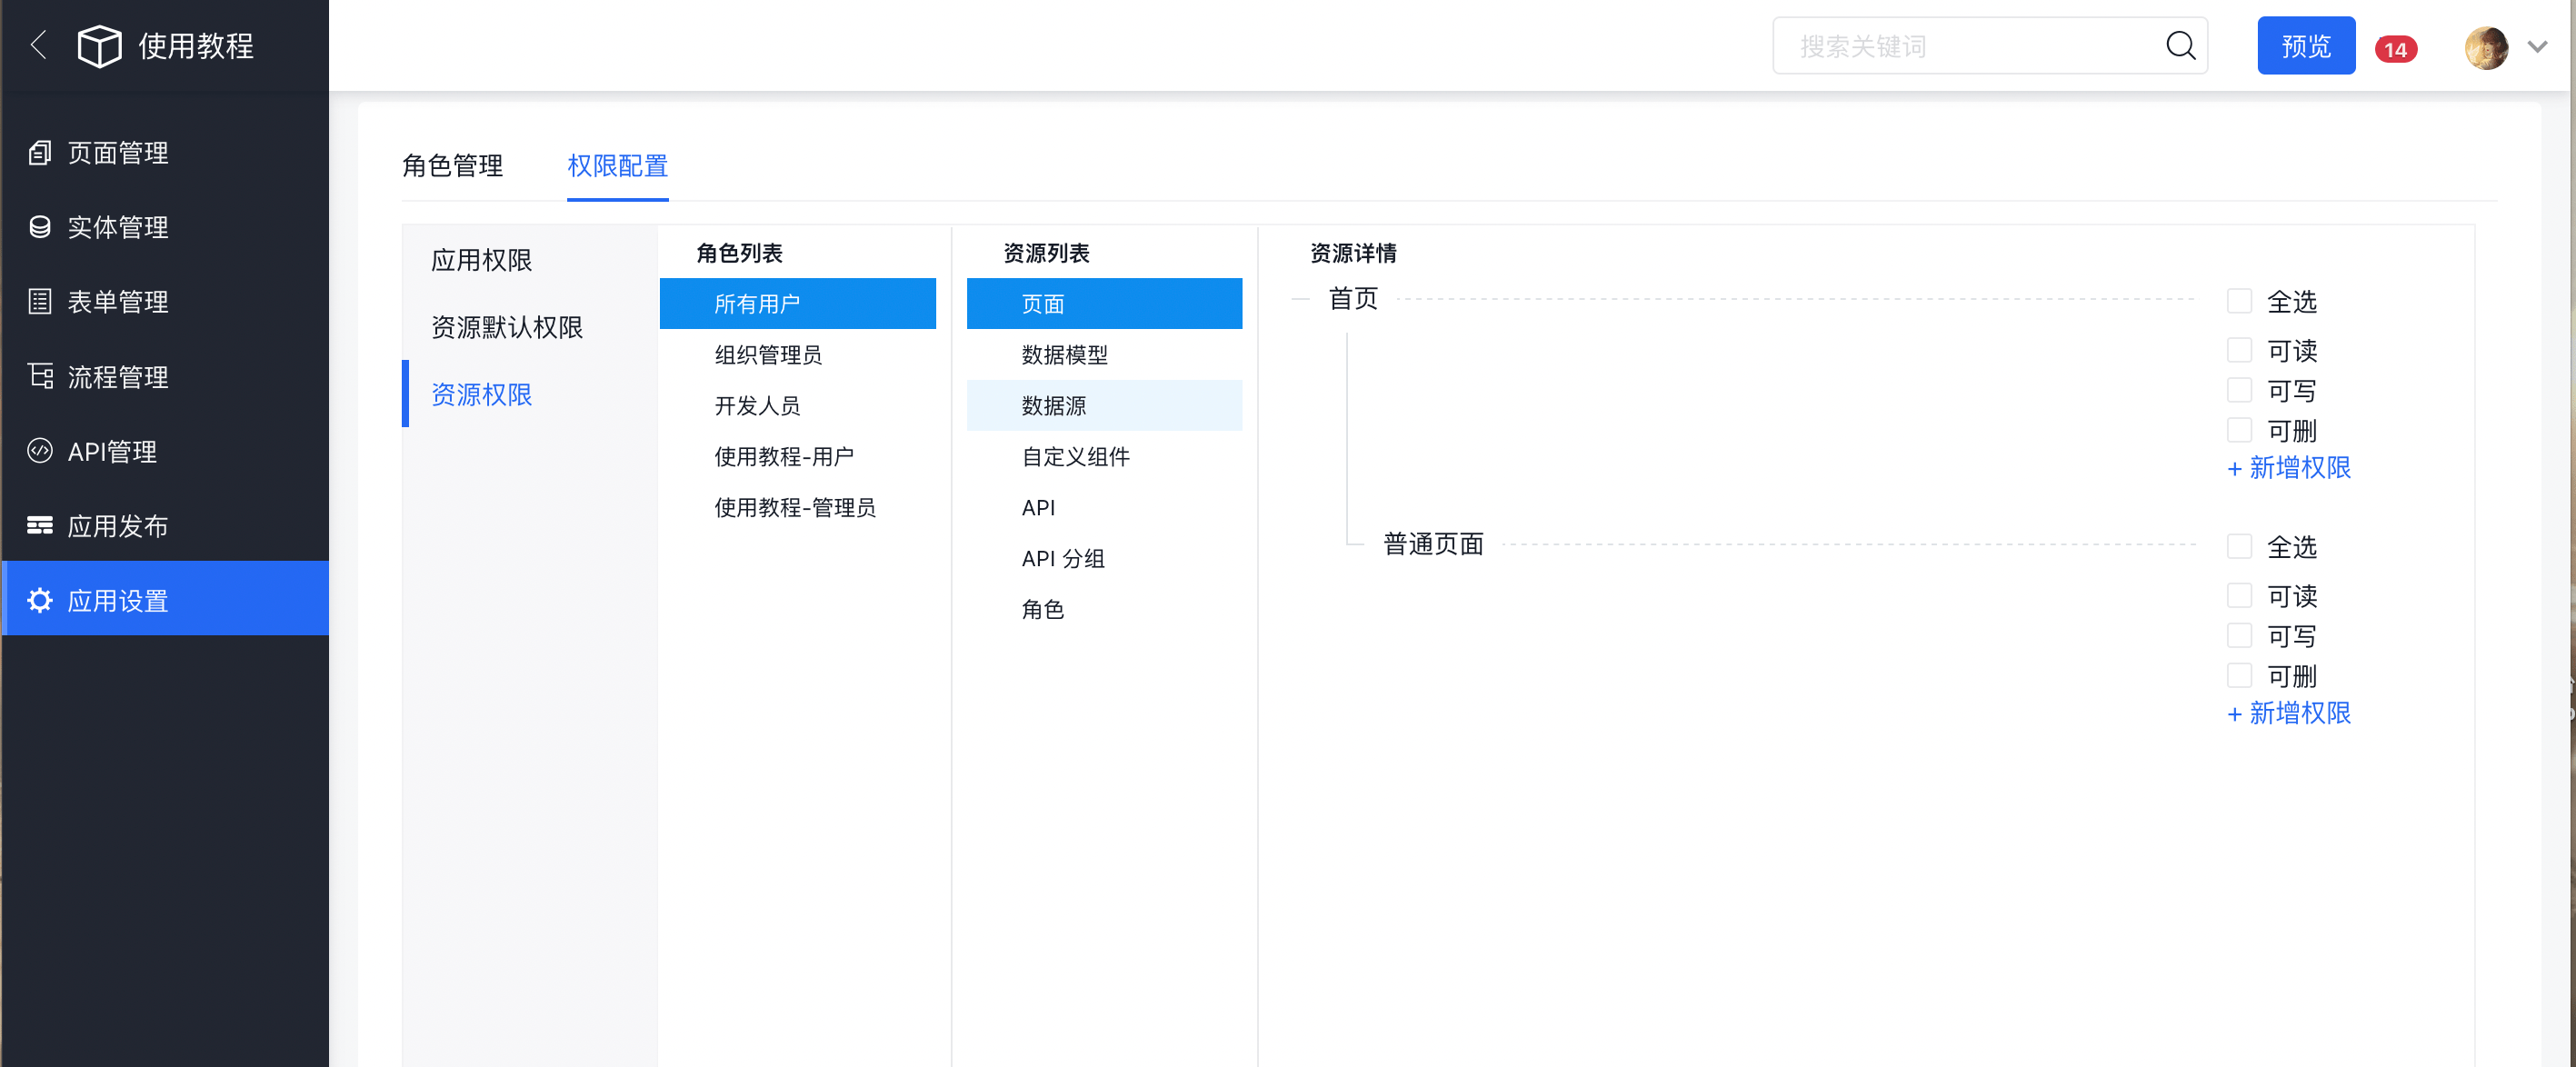 使用教程
搜索关键词
预览
14
页面管理
实体管理
表单管理
流程管理
API管理
应用发布
应用设置
角色管理
权限配置
应用权限
资源默认权限
资源权限
角色列表
所有用户
组织管理员
开发人员
使用教程-用户
使用教程-管理员
资源列表
页面
数据模型
数据源
自定义组件
API
API 分组
角色
资源详情
首页
全选
可读
可写
可删
+ 新增权限
普通页面
全选
可读
可写
可删
+ 新增权限